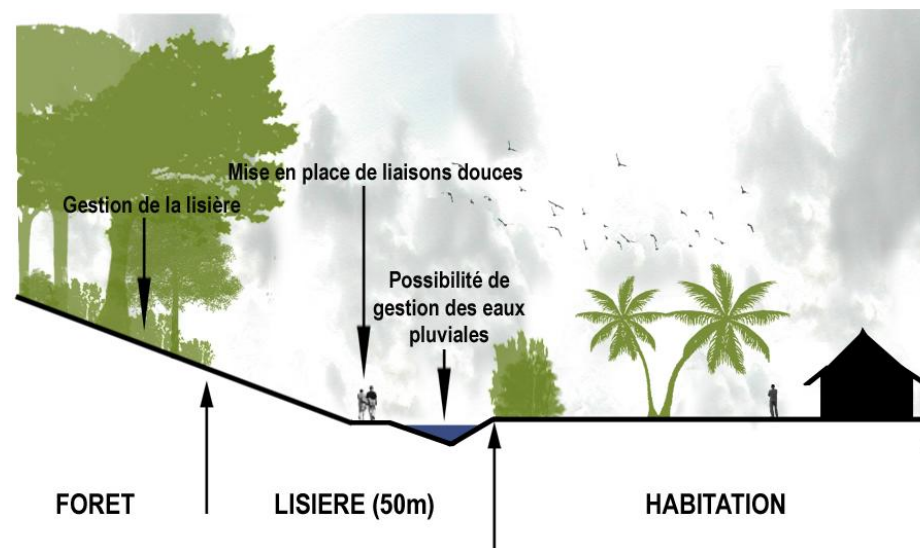 Mise en place de liaisons douces
Gestion de la lisière
Possibilité de
gestion des eaux
pluviales
FORET
LISIERE (50m)
HABITATION